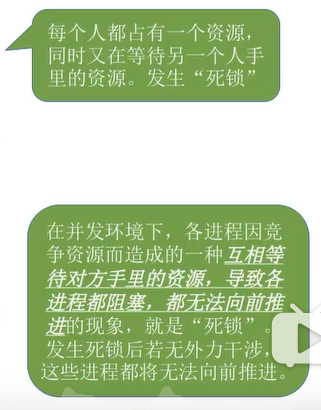 每个人都占有一个资源，
同时又在等待另一个人手
里的资源。发生“死锁”
在并发环境下，各进程因竞
争资源而造成的一种互相等
待对方手里的资源，导致各
进程都阻塞，都无法向前推
进的现象，就是“死锁”。
发生死锁后若无外力干涉，
这些进程都将无法向前推进。